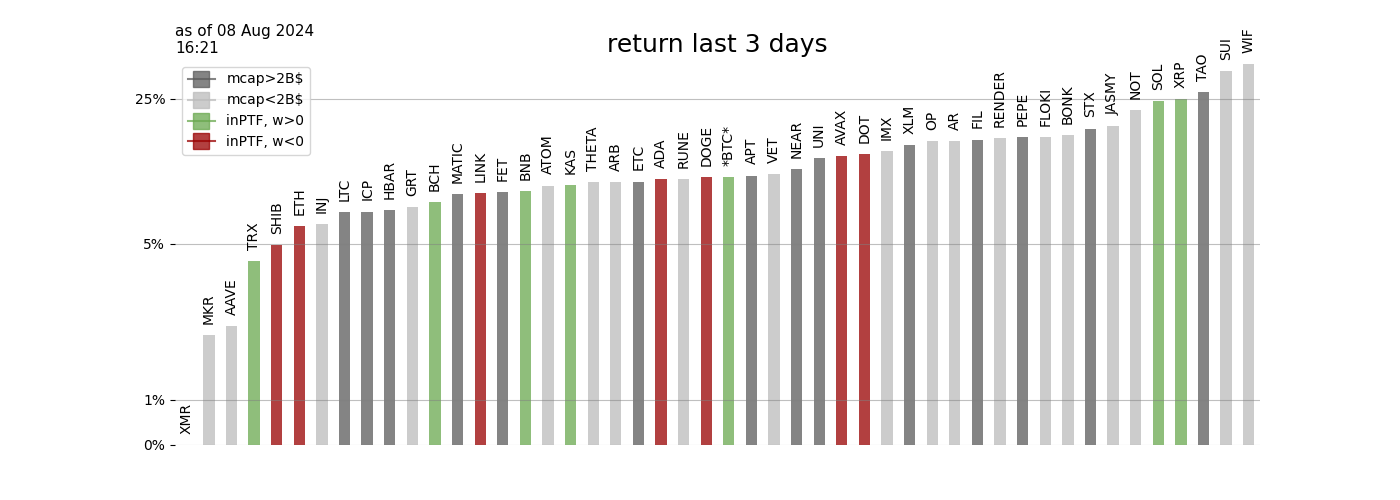 as of 08 Aug 2024
16:21
return last 3 days
mcap>2B$
mcap<2B$
inPTF, w>0
inPTF, w<0
25%
5%
1%
0%
XMR
MKR
AAVE
TRX
SHIB
ETH
INJ
LTC
ICP
HBAR
GRT
BCH
MATIC
LINK
FET
BNB
ATOM
KAS
THETA
ARB
ETC
ADA
RUNE
DOGE
*BTC*
APT
VET
NEAR
UNI
AVAX
DOT
IMX
XLM
OP
AR
FIL
RENDER
PEPE
FLOKI
BONK
STX
JASMY
NOT
SOL
XRP
TAO
SUI
WIF